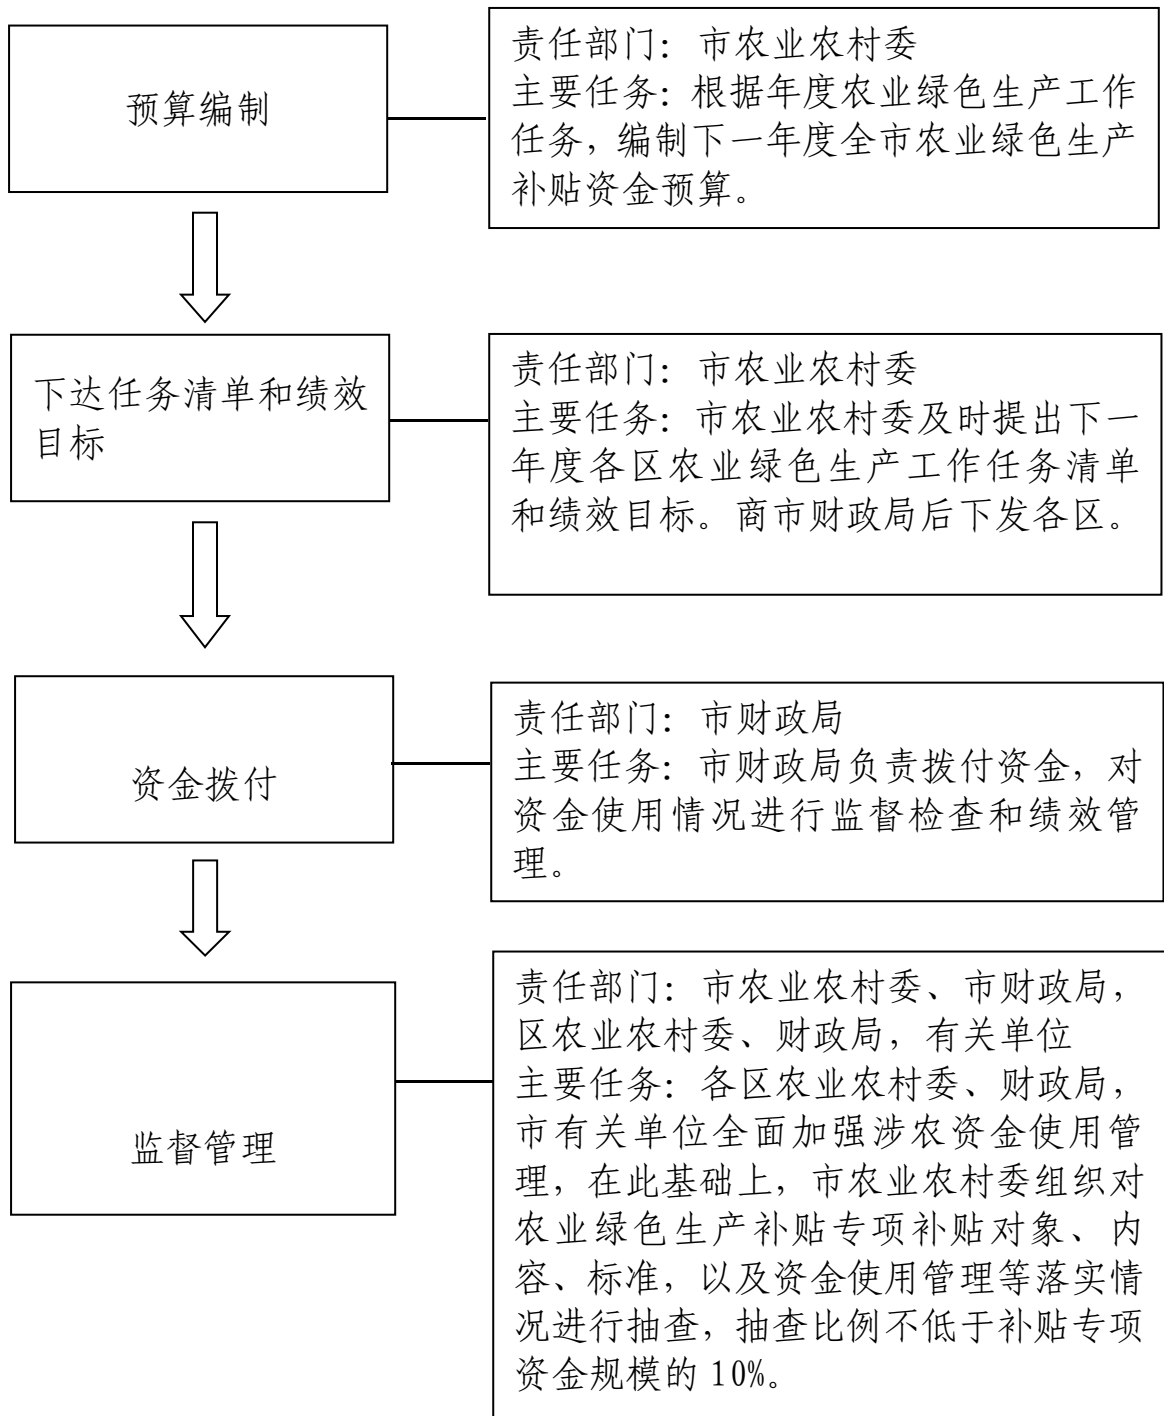 预算编制
责任部门：市农业农村委
主要任务：根据年度农业绿色生产工作
任务，编制下一年度全市农业绿色生产
补贴资金预算。
下达任务清单和绩效
目标
责任部门：市农业农村委
主要任务：市农业农村委及时提出下一
年度各区农业绿色生产工作任务清单
和绩效目标。商市财政局后下发各区。
资金拨付
责任部门：市财政局
主要任务：市财政局负责拨付资金，对
资金使用情况进行监督检查和绩效管
理。
监督管理
责任部门：市农业农村委、市财政局，
区农业农村委、财政局，有关单位
主要任务：各区农业农村委、财政局，
市有关单位全面加强涉农资金使用管
理，在此基础上，市农业农村委组织对
农业绿色生产补贴专项补贴对象、内
容、标准，以及资金使用管理等落实情
况进行抽查，抽查比例不低于补贴专项
资金规模的 10%。